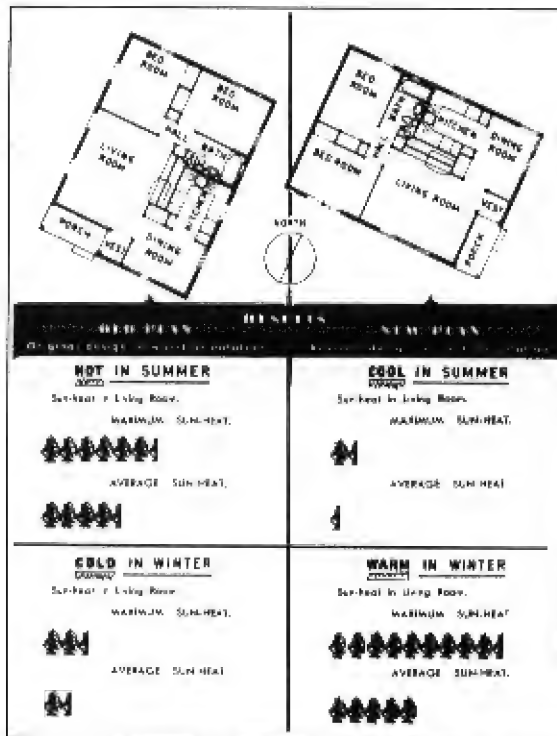 BED ROOM
BED ROOM
HALL
BATH
LIVING ROOM
KITCHEN
PORCH
VEST
DINING ROOM
BED ROOM
BATH
KITCHEN
DINING ROOM
HALL
BED ROOM
LIVING ROOM
VEST
PORCH
NORTH
RESULTS
HOT IN SUMMER
Sun-heat in Living Room.
MAXIMUM SUN-HEAT.
AVERAGE SUN-HEAT.
COOL IN SUMMER
Sun-heat in Living Room.
MAXIMUM SUN-HEAT.
AVERAGE SUN-HEAT
COLD IN WINTER
Sun-heat in Living Room
MAXIMUM SUN-HEAT.
AVERAGE SUN-HEAT
WARM IN WINTER
Sun-heat in Living Room.
MAXIMUM SUN-HEAT
AVERAGE SUN-HEAT.